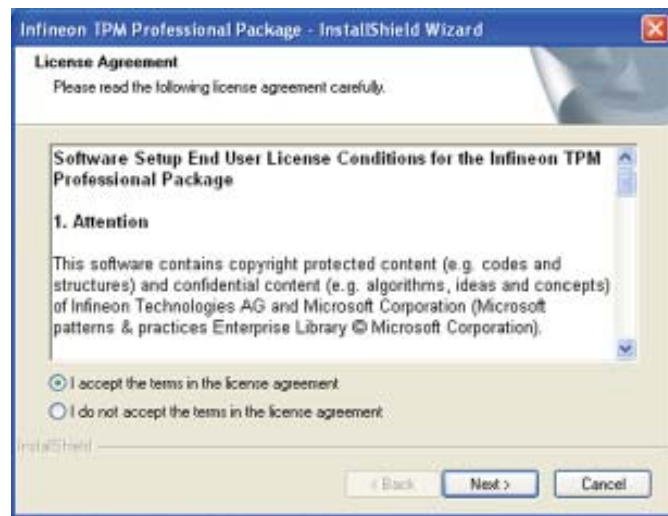 Infineon TPM Professional Package - InstallShield Wizard
License Agreement
Please read the following license agreement carefully.
Software Setup End User License Conditions for the Infineon TPM
Professional Package
1. Attention
This software contains copyright protected content (e.g. codes and
structures) and confidential content (e.g. algorithms, ideas and concepts)
of Infineon Technologies AG and Microsoft Corporation (Microsoft
patterns & practices Enterprise Library © Microsoft Corporation).
I accept the terms in the license agreement
I do not accept the terms in the license agreement
InstallShield
< Back
Next >
Cancel